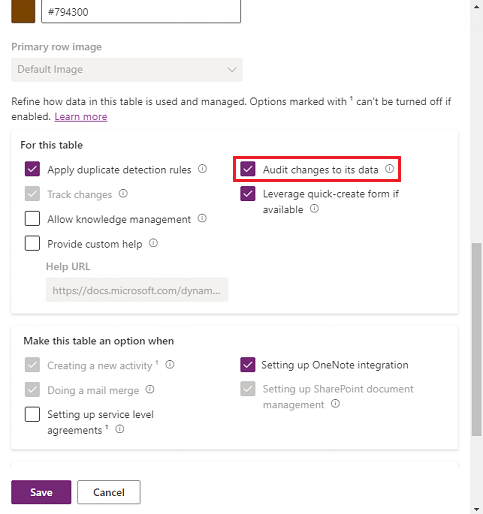 #794300
Primary row image
Default Image
Refine how data in this table is used and managed. Options marked with ¹ can't be turned off if
enabled. Learn more
For this table
Apply duplicate detection rules
Audit changes to its data
Track changes
Leverage quick-create form if
available
Allow knowledge management
Provide custom help
Help URL
https://docs.microsoft.com/dynam...
Make this table an option when
Creating a new activity ¹
Setting up OneNote integration
Doing a mail merge
Setting up SharePoint document
management
Setting up service level
agreements ¹
Save
Cancel